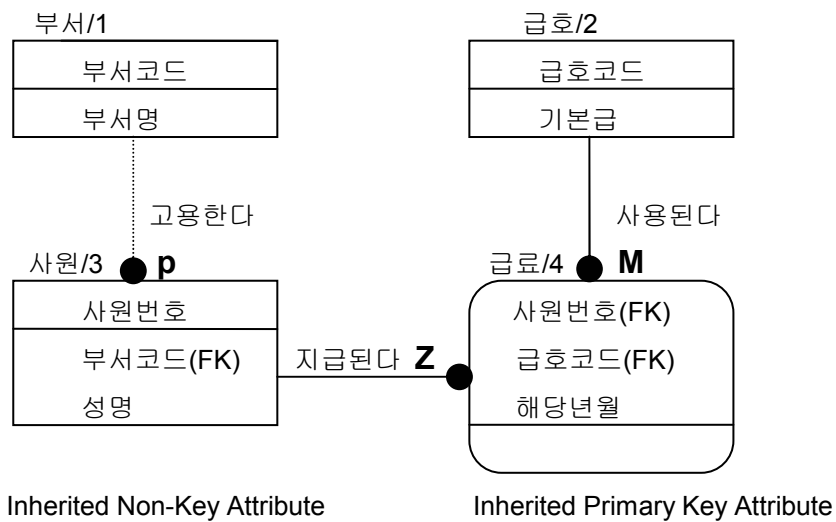 부서/1
급호/2
부서코드
급호코드
부서명
기본급
고용한다
사용된다
사원/3 p
급료/4 M
사원번호
사원번호(FK)
부서코드(FK)
지급된다 Z
급호코드(FK)
성명
해당년월
Inherited Non-Key Attribute
Inherited Primary Key Attribute